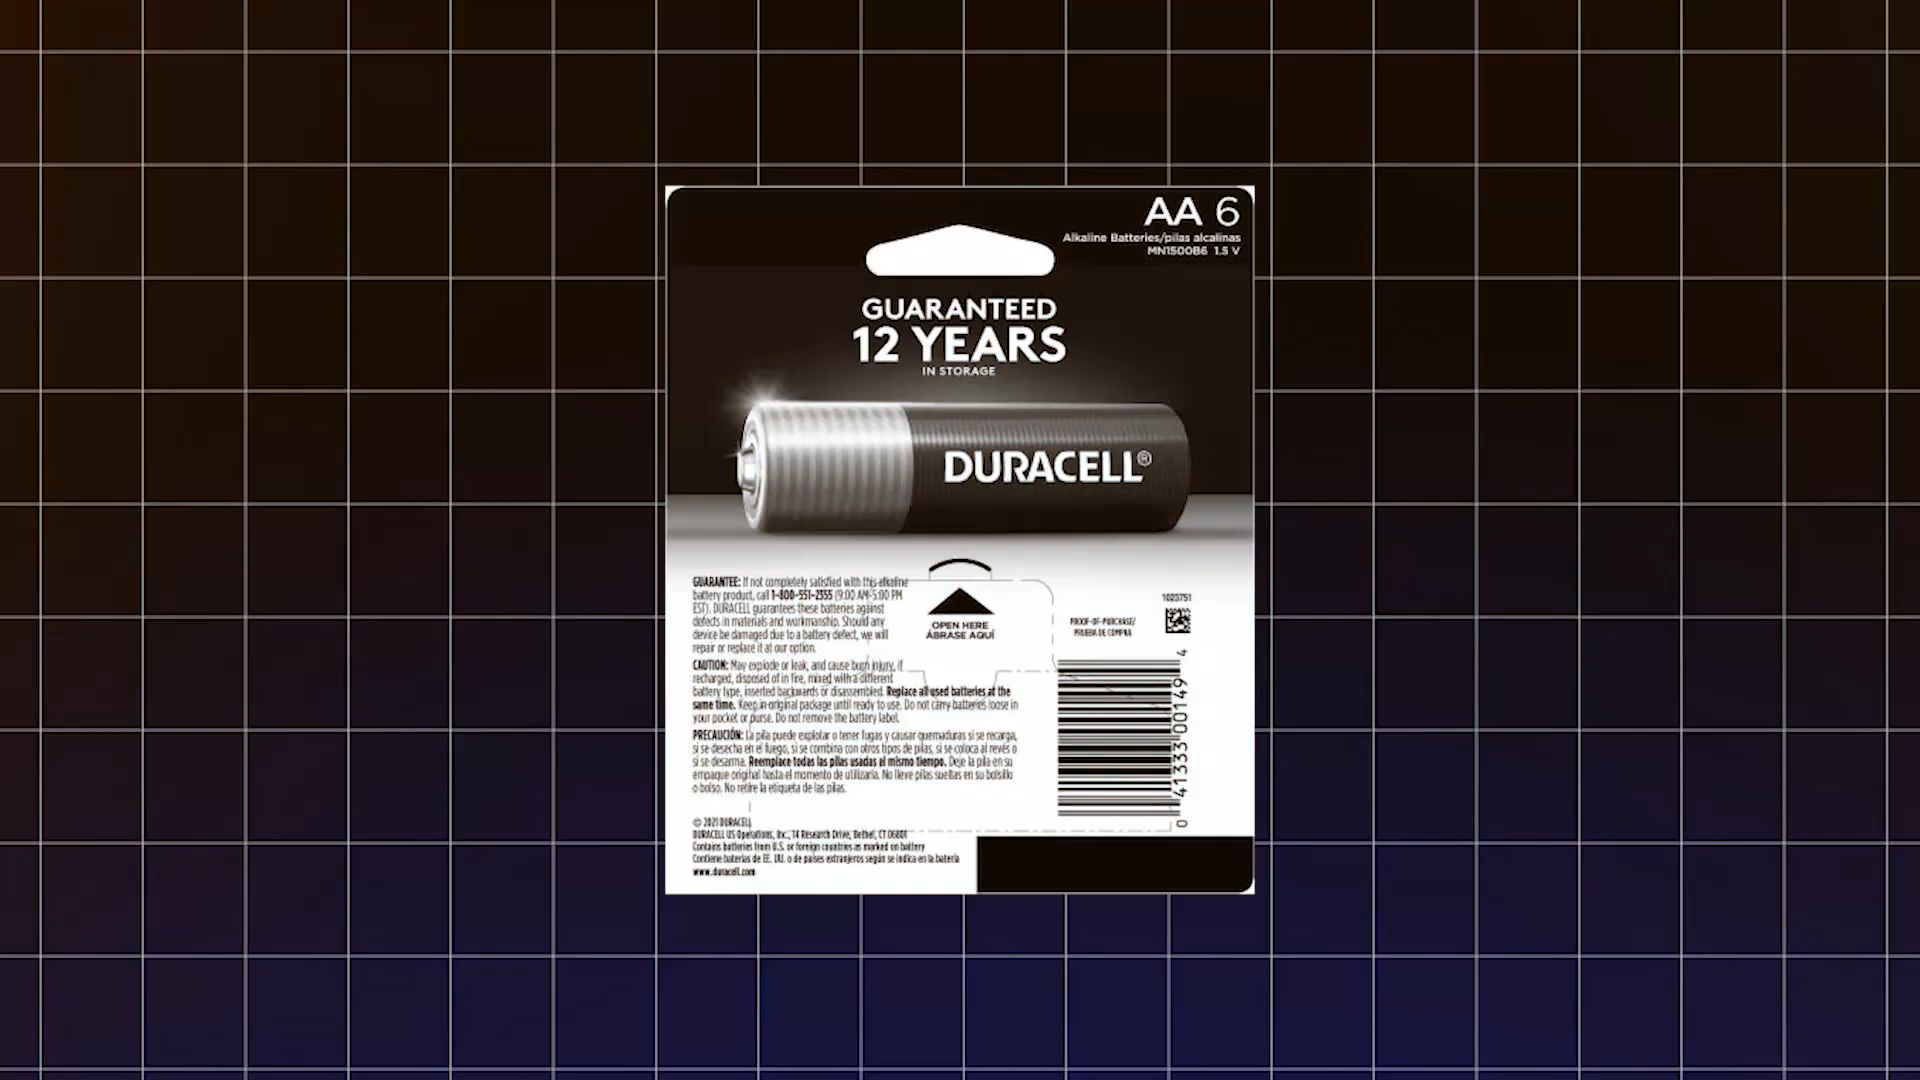 AA 6
Alkaline Batteries/pilas alcalinas
MN1500B6 1.5 V
GUARANTEED
12 YEARS
IN STORAGE
DURACELL®
GUARANTEE: If not completely satisfied with this alkaline
battery product, call 1-800-551-2355 (9:00 AM-5:00 PM
EST). DURACELL guarantees these batteries against
defects in materials and workmanship. Should any
device be damaged due to a battery defect, we will
repair or replace it at our option.
CAUTION: May explode or leak, and cause burn injury, if
recharged, disposed of in fire, mixed with a different
battery type, inserted backwards or disassembled. Replace all used batteries at the
same time. Keep in original package until ready to use. Do not carry batteries loose in
your pocket or purse. Do not remove the battery label.
PRECAUCIÓN: La pila puede explotar o tener fugas y causar quemaduras si se recarga,
si se desecha en el fuego, si se combina con otros tipos de pilas, si se coloca al revés o
si se desarma. Reemplace todas las pilas usadas al mismo tiempo. Deje la pila en su
empaque original hasta el momento de utilizarla. No lleve pilas sueltas en su bolsillo
o bolso. No retire la etiqueta de las pilas.
© 2021 DURACELL
DURACELL US Operations, Inc., 14 Research Drive, Bethel, CT 06801
Contains batteries from U.S. or foreign countries as marked on battery
Contiene baterías de EE. UU. o de países extranjeros según se indica en la batería
www.duracell.com
OPEN HERE
ÁBRASE AQUÍ
PROOF-OF-PURCHASE/
PRUEBA DE COMPRA
1023751
0 41333 00149 4